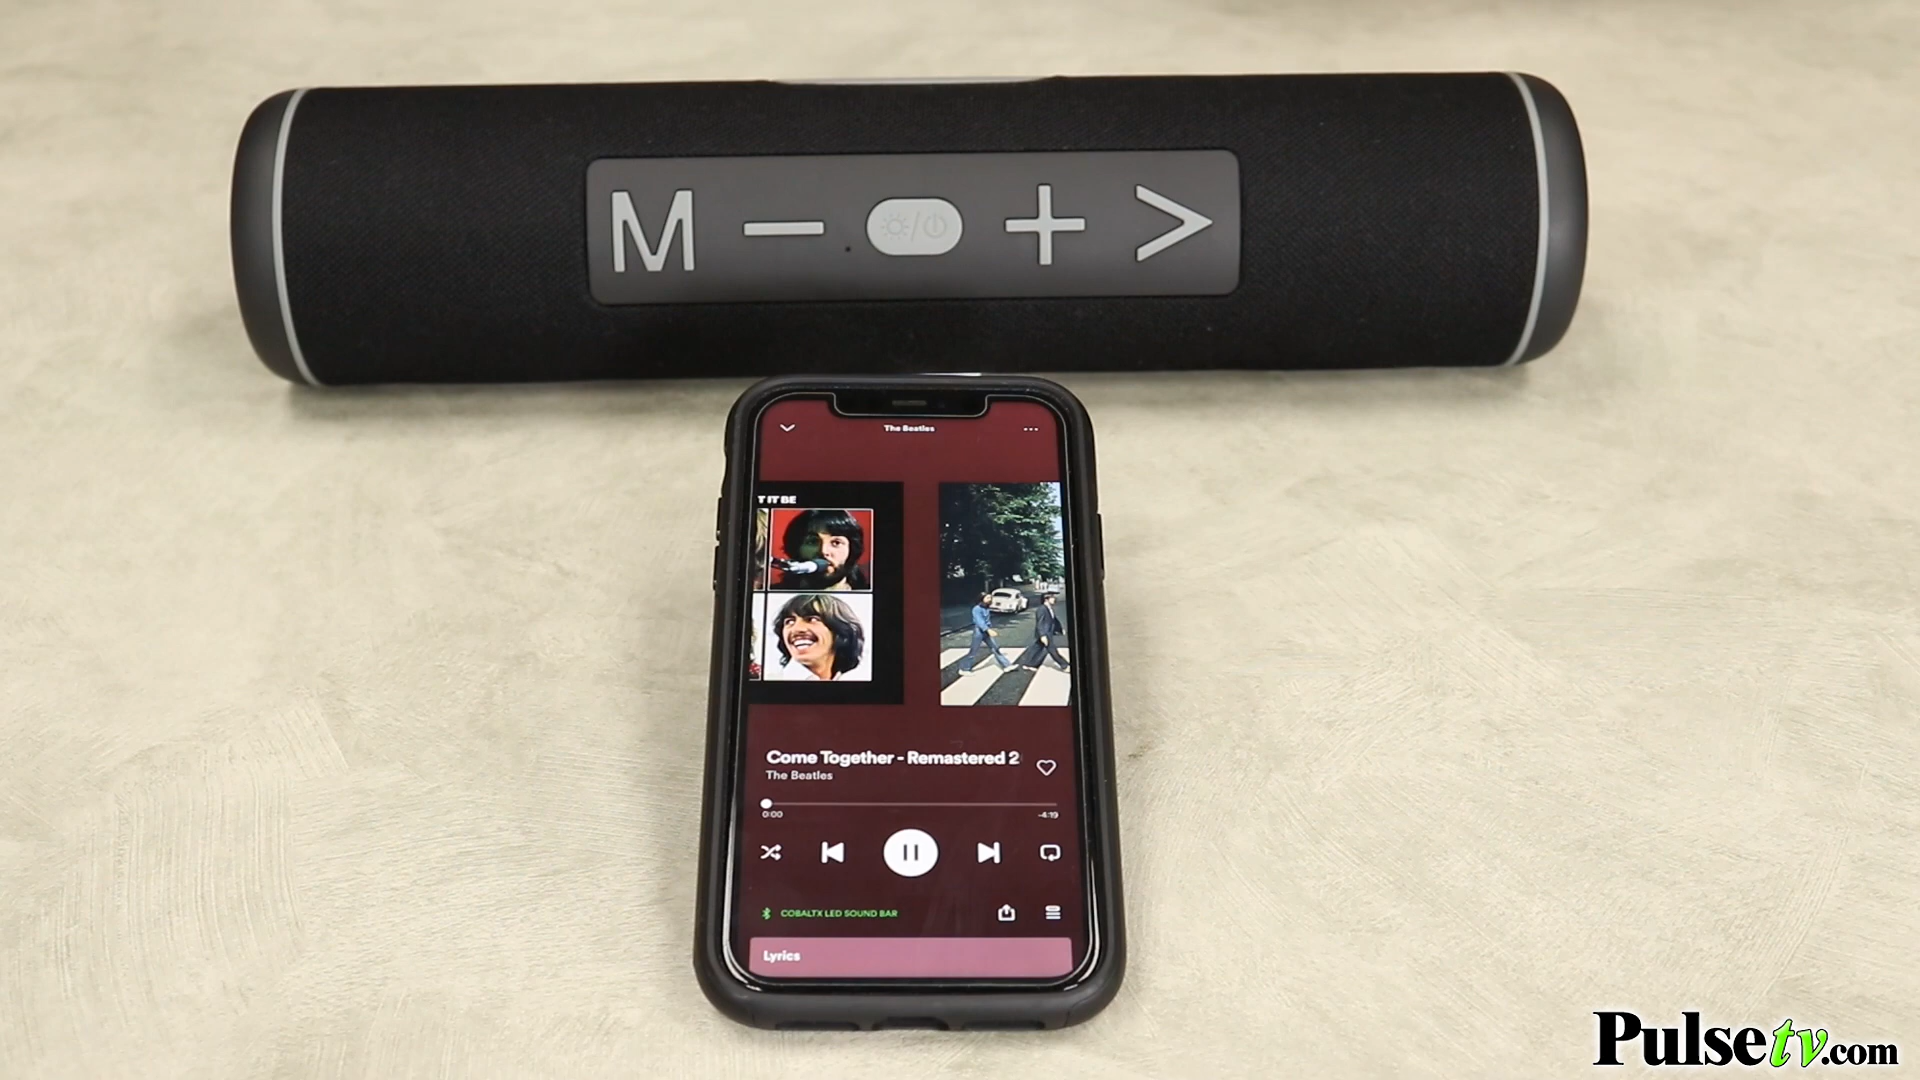 M − + >
The Beatles
T IT BE
Come Together - Remastered 2
The Beatles
0:00 -4:19
COBALTX LED SOUND BAR
Lyrics
Pulsetv.com